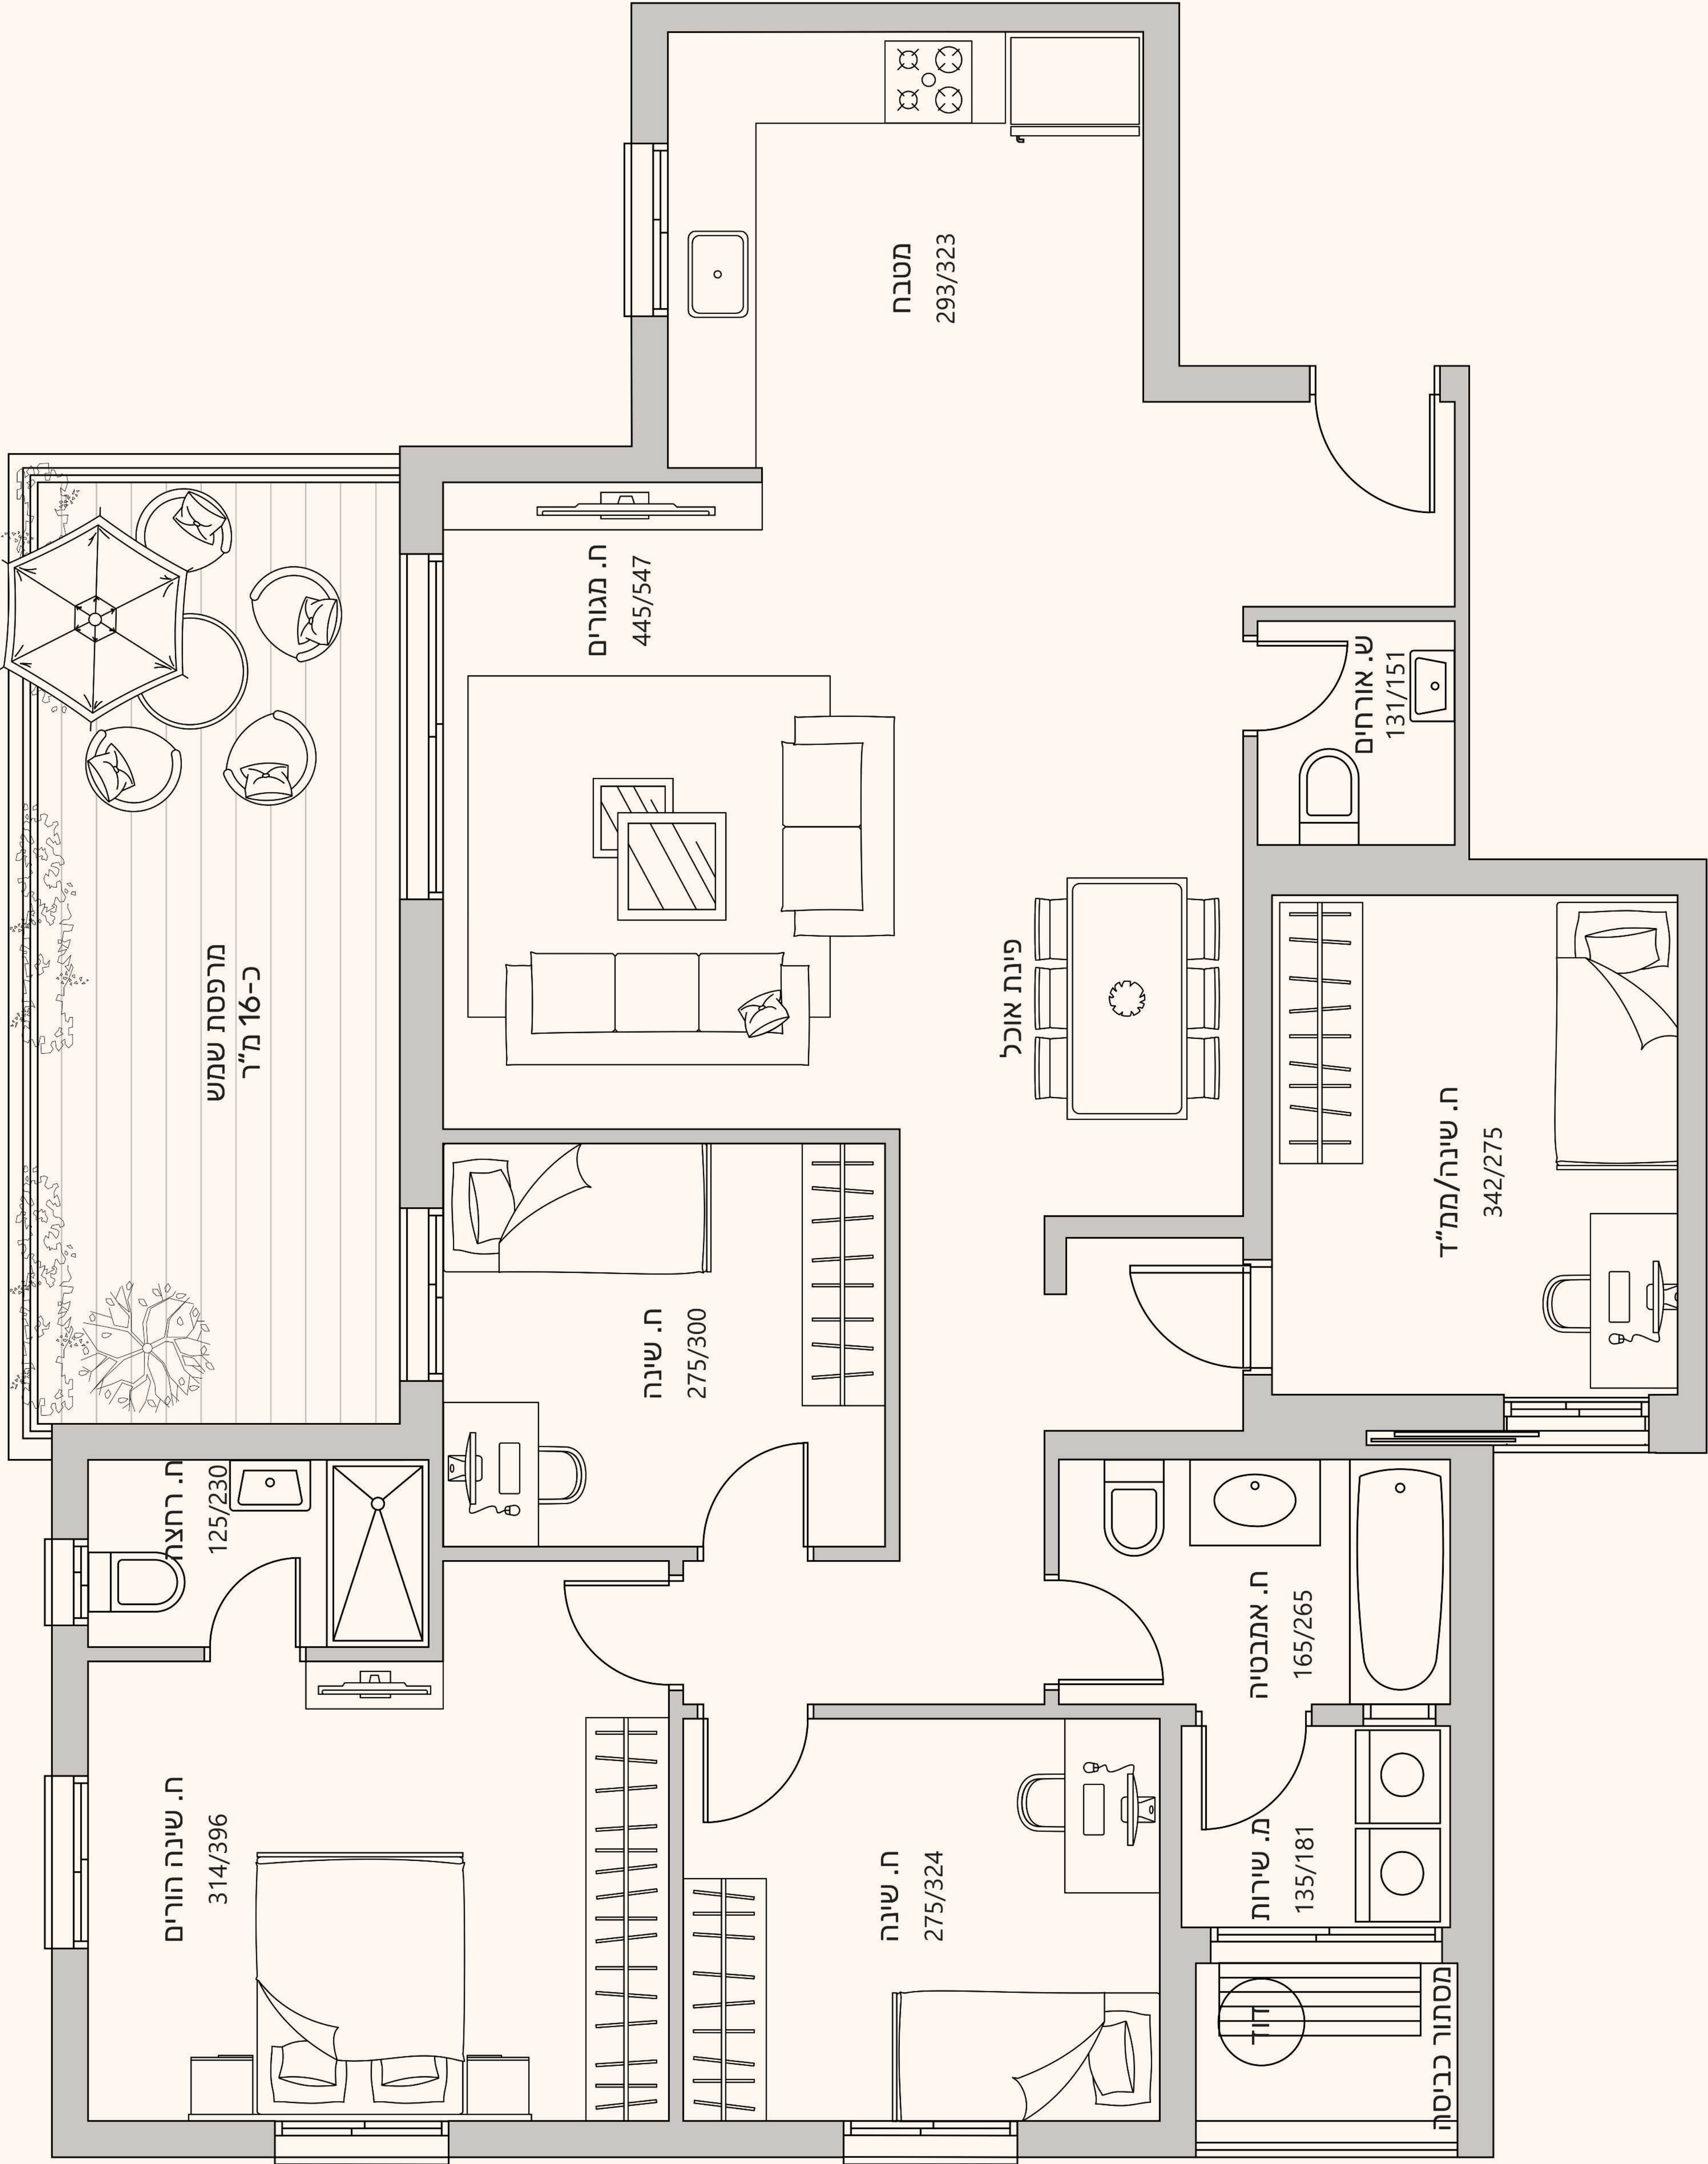 מטבח
293/323
ח. מגורים
445/547
ש. אורחים
131/151
מרפסת שמש
כ-16 מ"ר
פינת אוכל
ח. שינה/ממ"ד
342/275
ח. שינה
275/300
ח. רחצה
125/230
ח. אמבטיה
165/265
ח. שינה הורים
314/396
ח. שינה
275/324
מ. שירות
135/181
דוד
מסתור כביסה